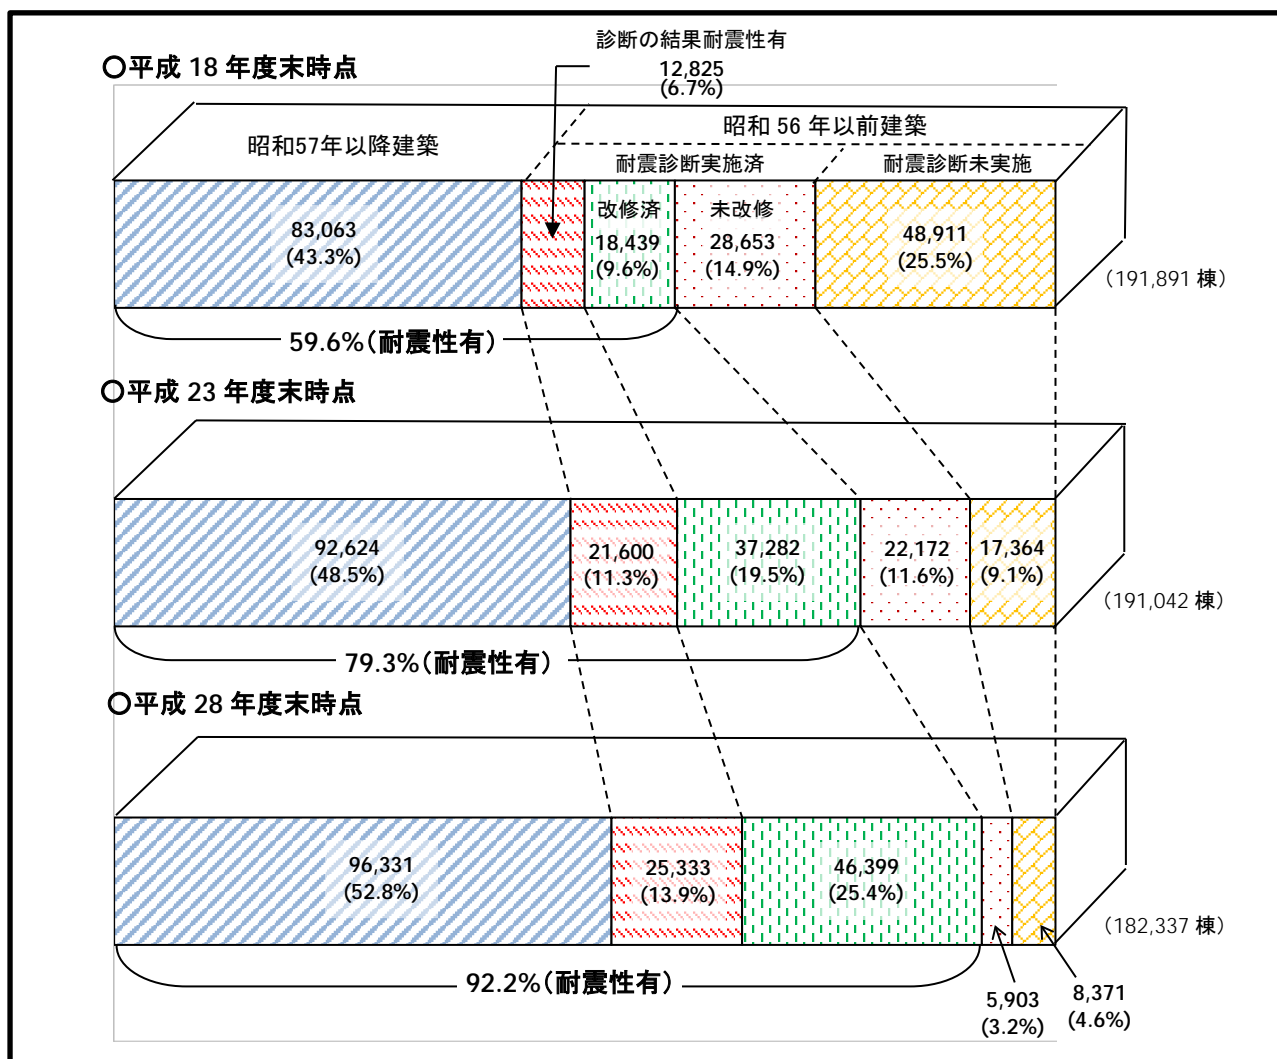 診断の結果耐震性有
12,825
(6.7%)
〇平成 18 年度末時点
昭和57年以降建築
昭和 56 年以前建築
耐震診断実施済
耐震診断未実施
83,063
(43.3%)
改修済
18,439
(9.6%)
未改修
28,653
(14.9%)
48,911
(25.5%)
（191,891 棟）
59.6%（耐震性有）
〇平成 23 年度末時点
92,624
(48.5%)
21,600
(11.3%)
37,282
(19.5%)
22,172
(11.6%)
17,364
(9.1%)
（191,042 棟）
79.3%（耐震性有）
〇平成 28 年度末時点
96,331
(52.8%)
25,333
(13.9%)
46,399
(25.4%)
（182,337 棟）
92.2%（耐震性有）
5,903
(3.2%)
8,371
(4.6%)